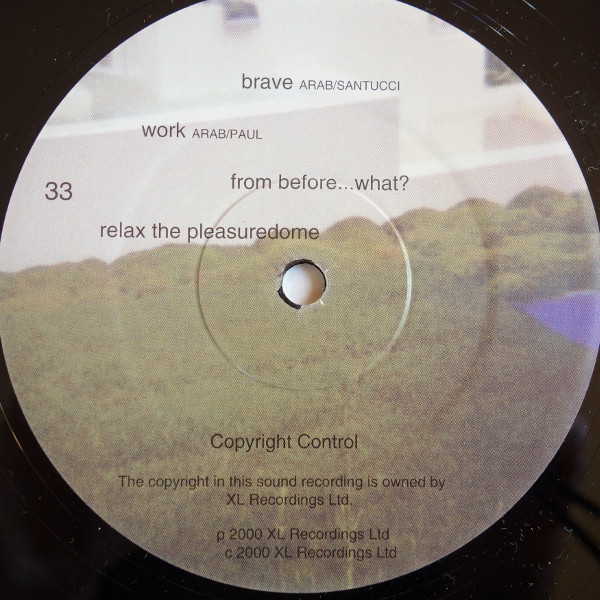 brave ARAB/SANTUCCI
work ARAB/PAUL
33
from before...what?
relax the pleasuredome
Copyright Control
The copyright in this sound recording is owned by
XL Recordings Ltd.
p 2000 XL Recordings Ltd
c 2000 XL Recordings Ltd